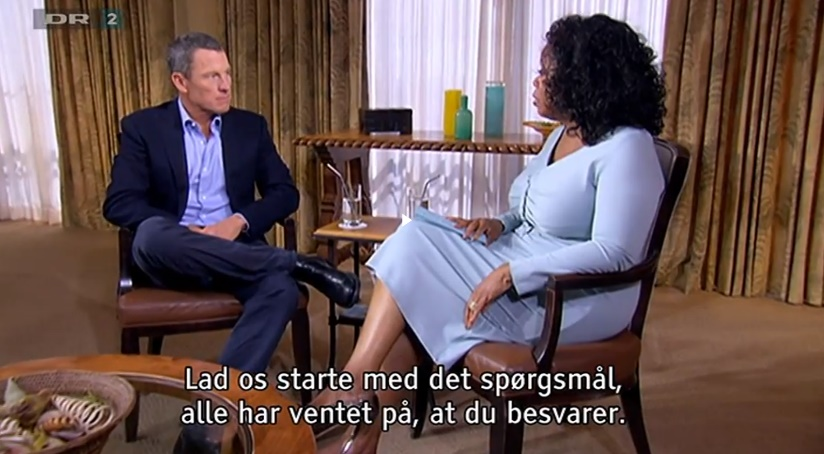 DR 2
Lad os starte med det spørgsmål,
alle har ventet på, at du besvarer.